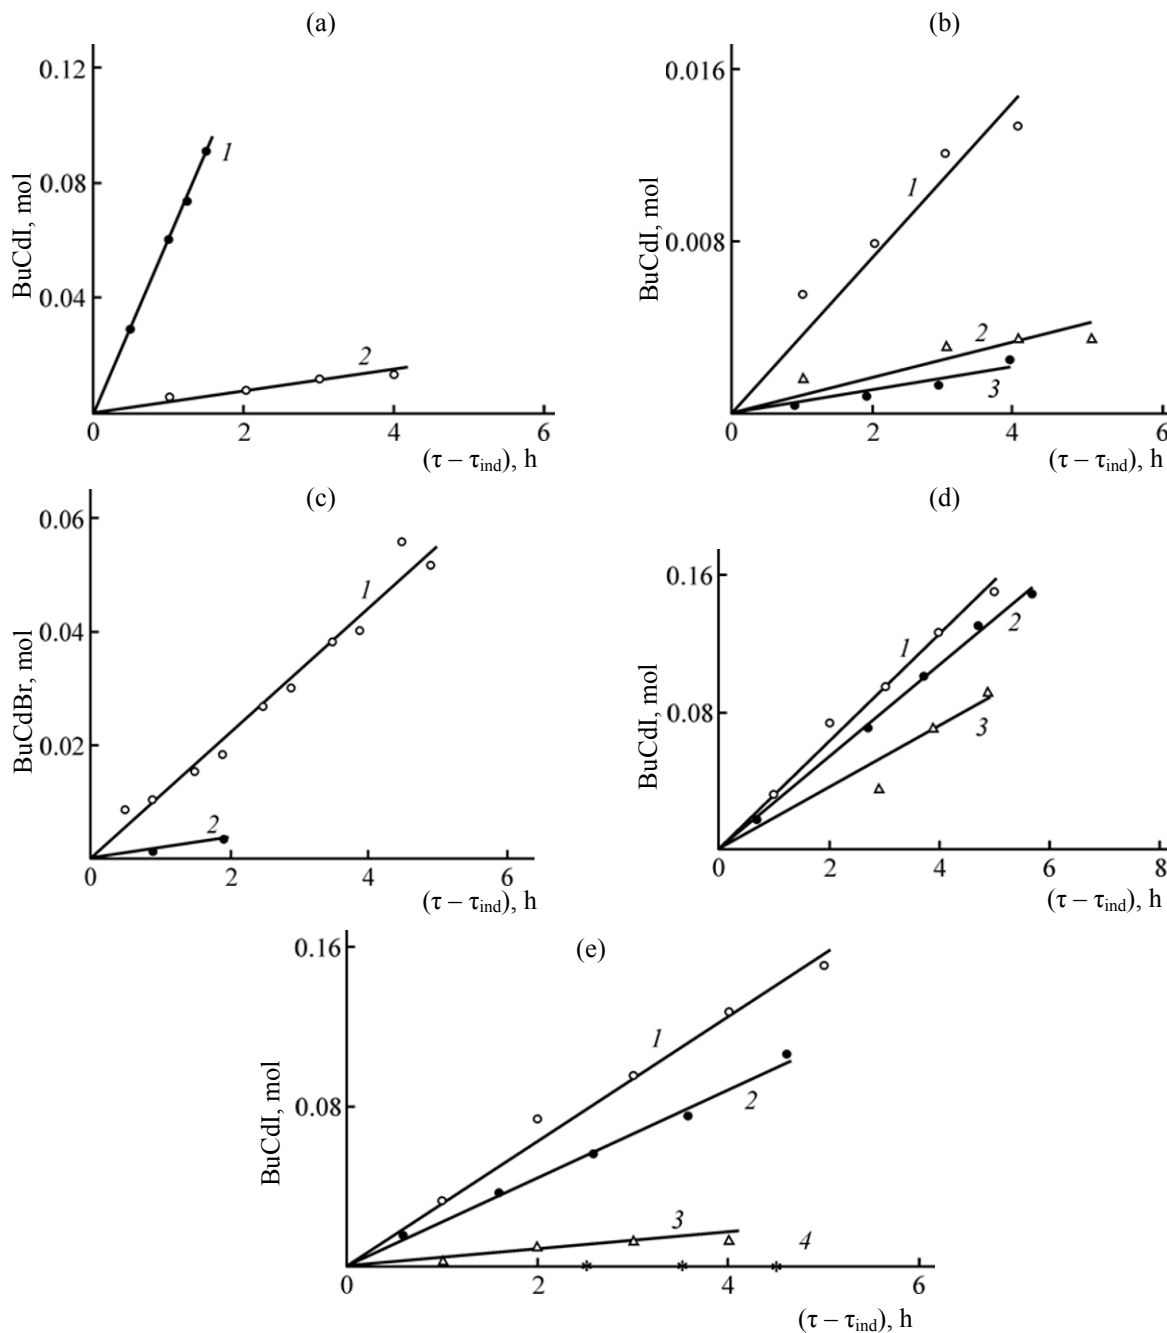 (a)
0.12
0.08
0.04
BuCdI, mol
1
2
0 2 4 6
(τ – τind), h
(b)
0.016
0.008
BuCdI, mol
1
2
3
0 2 4 6
(τ – τind), h
(c)
0.06
0.04
0.02
BuCdBr, mol
1
2
0 2 4 6
(τ – τind), h
(d)
0.16
0.08
BuCdI, mol
1
2
3
0 2 4 6 8
(τ – τind), h
(e)
0.16
0.08
BuCdI, mol
1
2
3
4
0 2 4 6
(τ – τind), h